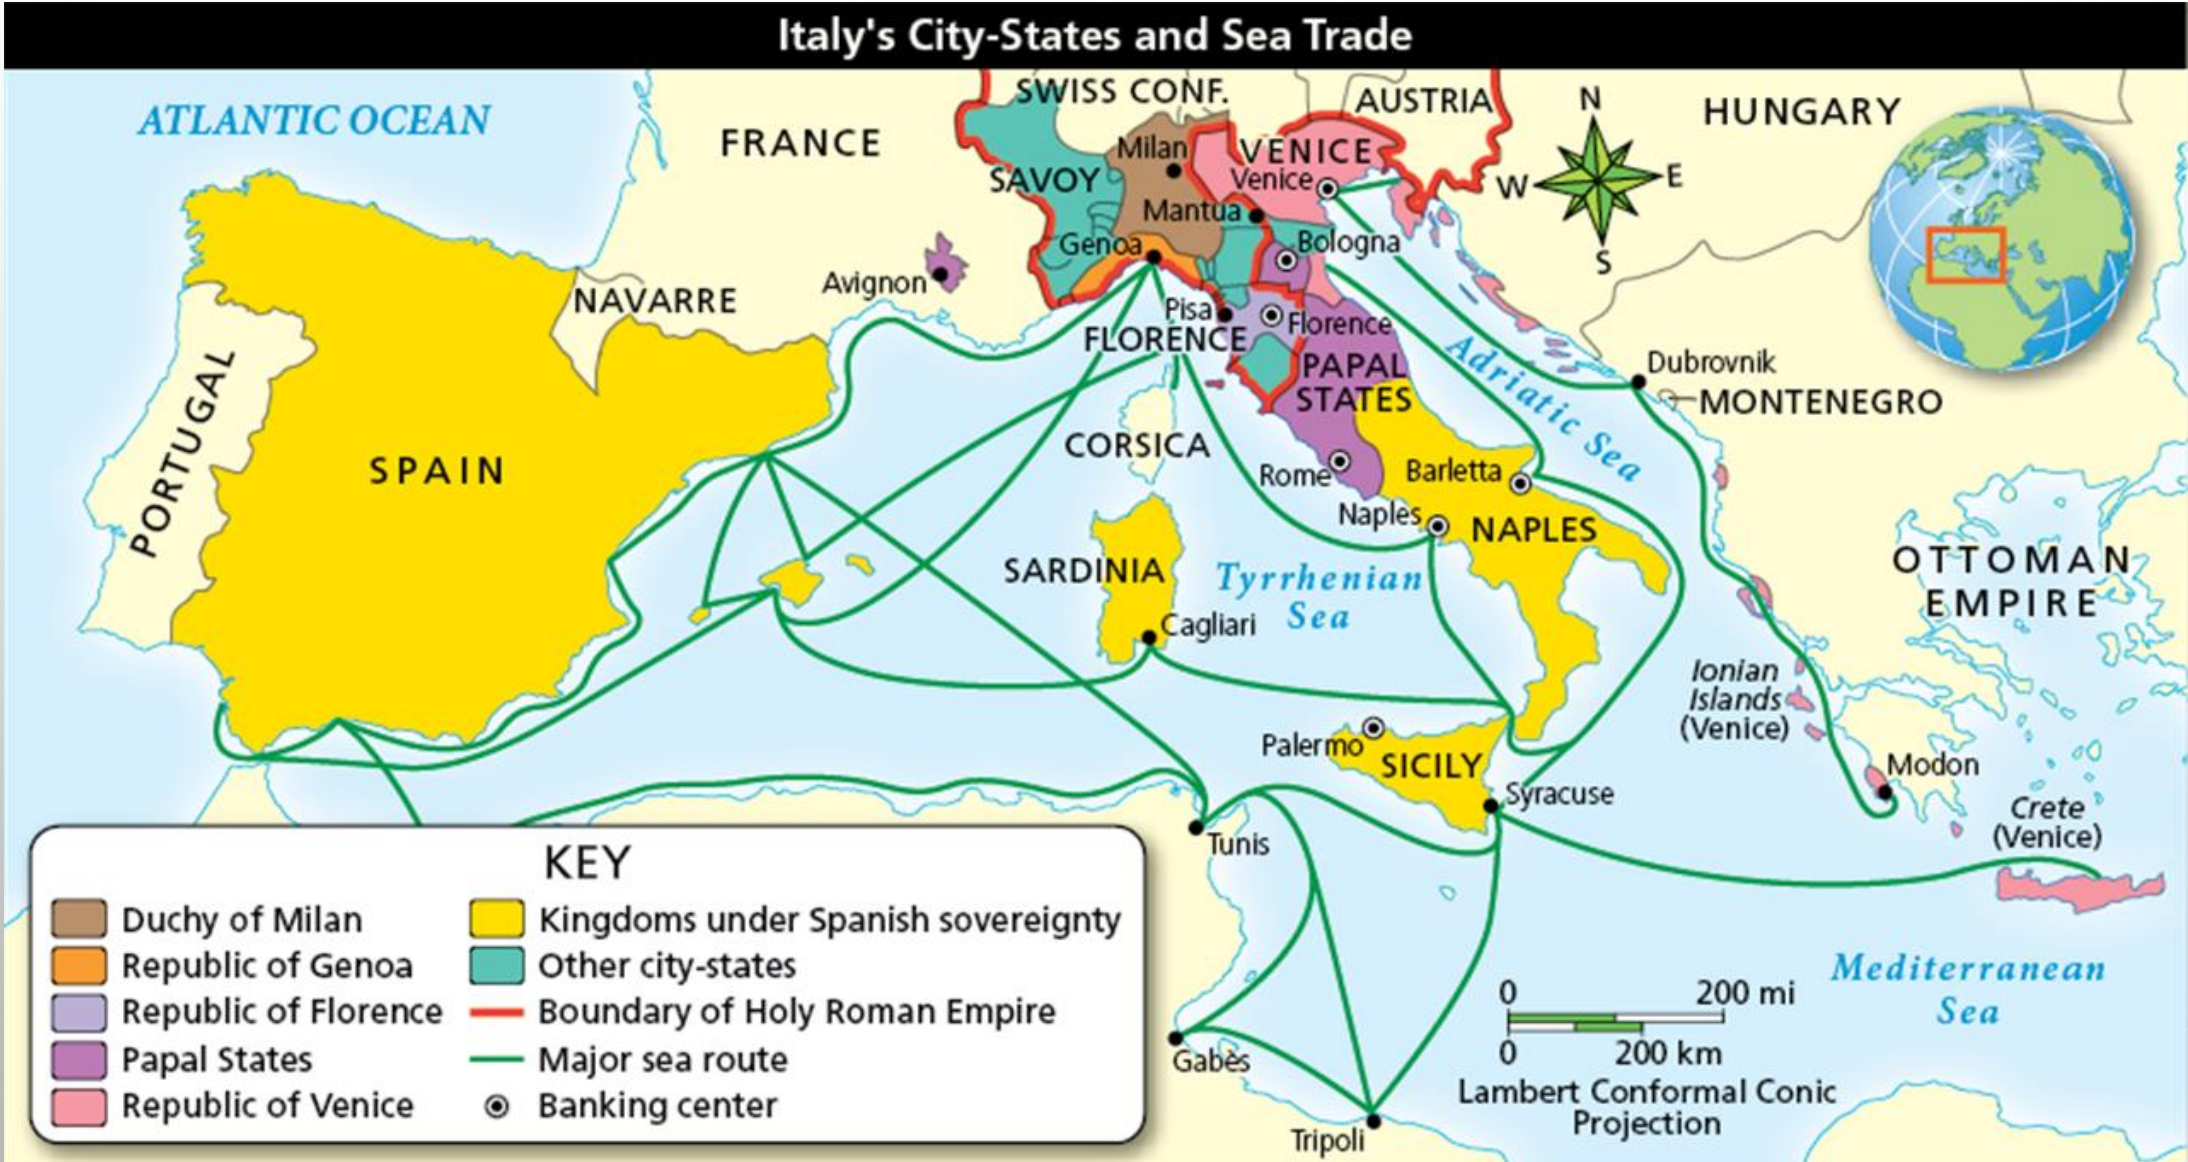 Italy's City-States and Sea Trade
ATLANTIC OCEAN
FRANCE
SWISS CONF.
AUSTRIA
HUNGARY
N
W
E
S
SAVOY
Milan
VENICE
Venice
Mantua
Genoa
Bologna
Avignon
NAVARRE
Pisa
FLORENCE
Florence
PAPAL
STATES
Adriatic Sea
Dubrovnik
MONTENEGRO
PORTUGAL
SPAIN
CORSICA
Rome
Barletta
Naples
NAPLES
SARDINIA
Cagliari
Tyrrhenian
Sea
OTTOMAN
EMPIRE
Ionian
Islands
(Venice)
Palermo
SICILY
Syracuse
Modon
Crete
(Venice)
Tunis
Gabès
Tripoli
Mediterranean
Sea
KEY
Duchy of Milan
Republic of Genoa
Republic of Florence
Papal States
Republic of Venice
Kingdoms under Spanish sovereignty
Other city-states
Boundary of Holy Roman Empire
Major sea route
Banking center
0 200 mi
0 200 km
Lambert Conformal Conic
Projection